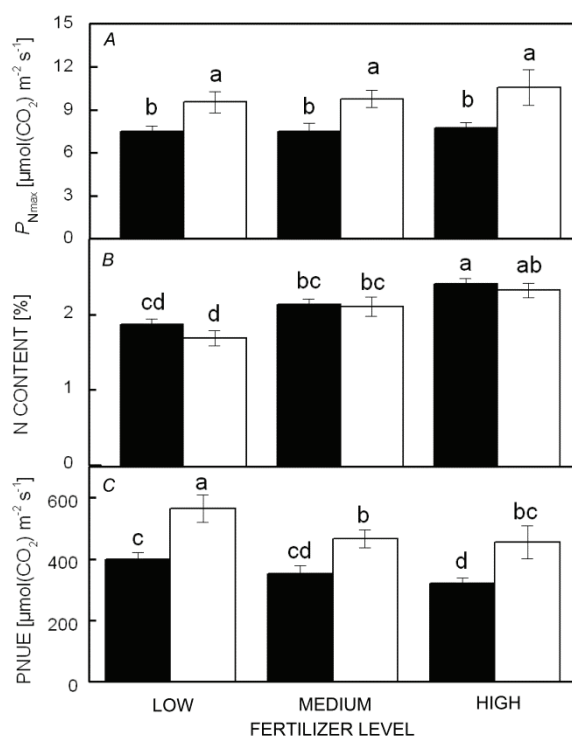 A
P_Nmax [µmol(CO₂) m⁻² s⁻¹]
15
12
9
6
3
0
b a b a b a
B
N CONTENT [%]
2
1
0
cd d bc bc a ab
C
PNUE [µmol(CO₂) m⁻² s⁻¹]
600
400
200
0
c a cd b d bc
LOW MEDIUM HIGH
FERTILIZER LEVEL